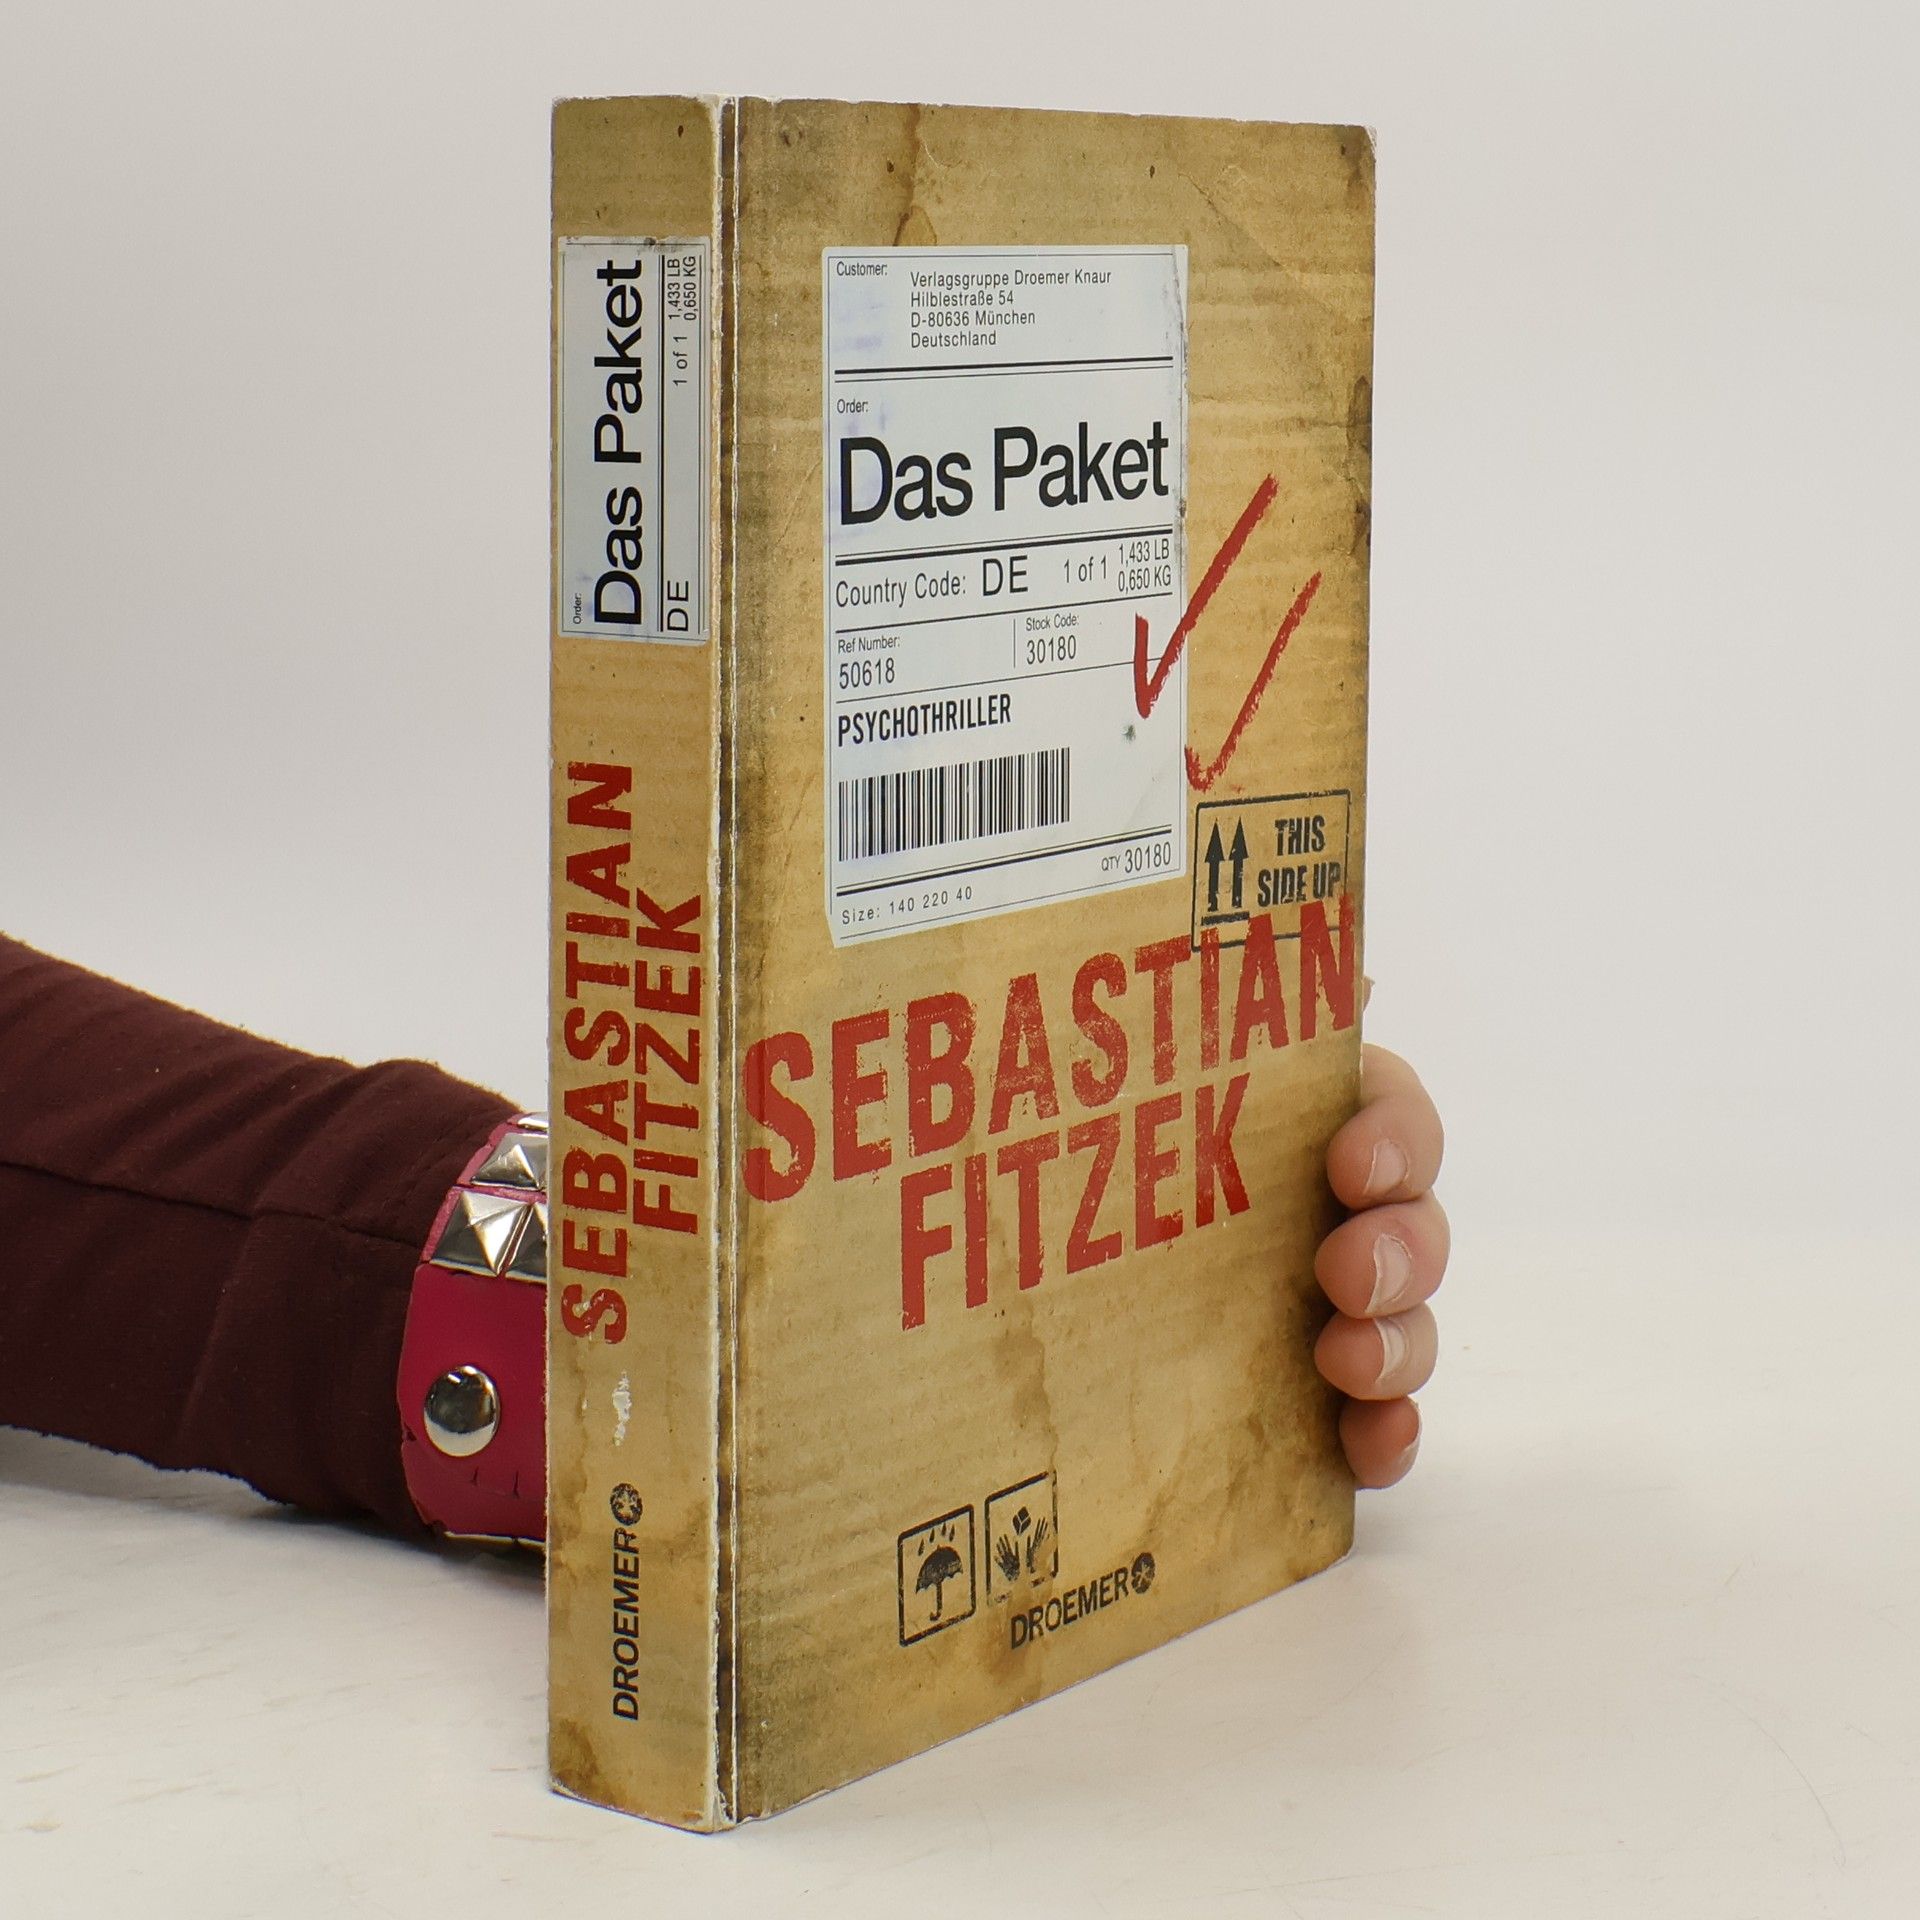 Order:
Das Paket
DE
1 of 1
1,433 LB
0,650 KG
SEBASTIAN
FITZEK
DROEMER
Customer:
Verlagsgruppe Droemer Knaur
Hilblestraße 54
D-80636 München
Deutschland
Order:
Das Paket
Country Code: DE 1 of 1 1,433 LB
0,650 KG
Ref Number:
50618
Stock Code:
30180
PSYCHOTHRILLER
QTY 30180
Size: 140 220 40
THIS
SIDE UP
SEBASTIAN
FITZEK
DROEMER